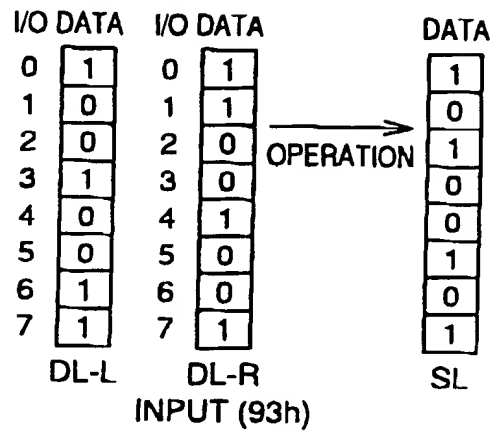 I/O DATA I/O DATA DATA
0 1 0 1 1
1 0 1 1 0
2 0 2 0 1
OPERATION
3 1 3 0 0
4 0 4 1 0
5 0 5 0 1
6 1 6 0 0
7 1 7 1 1
DL-L DL-R SL
INPUT (93h)